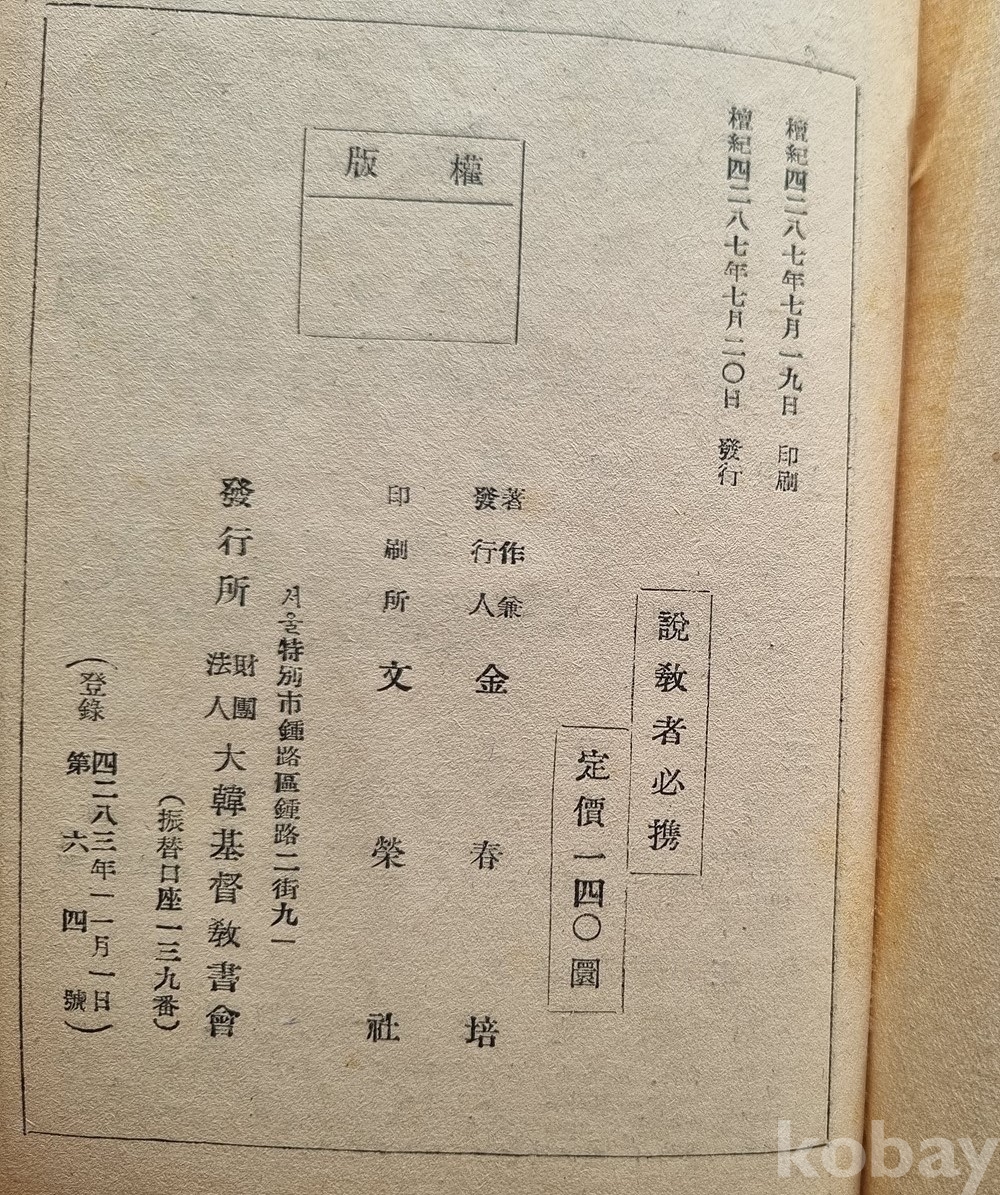 檀紀四二八七年七月一九日 印刷
檀紀四二八七年七月二〇日 發行
說敎者必携
定價一四〇圜
權版
著作兼
發行人 金春培
印刷所 文榮社
서울特別市鍾路區鍾路二街九一
發行所 財團法人 大韓基督敎書會
(振替口座一三九番)
(登錄 四二八三年一一月一日
第六四號)
kobay